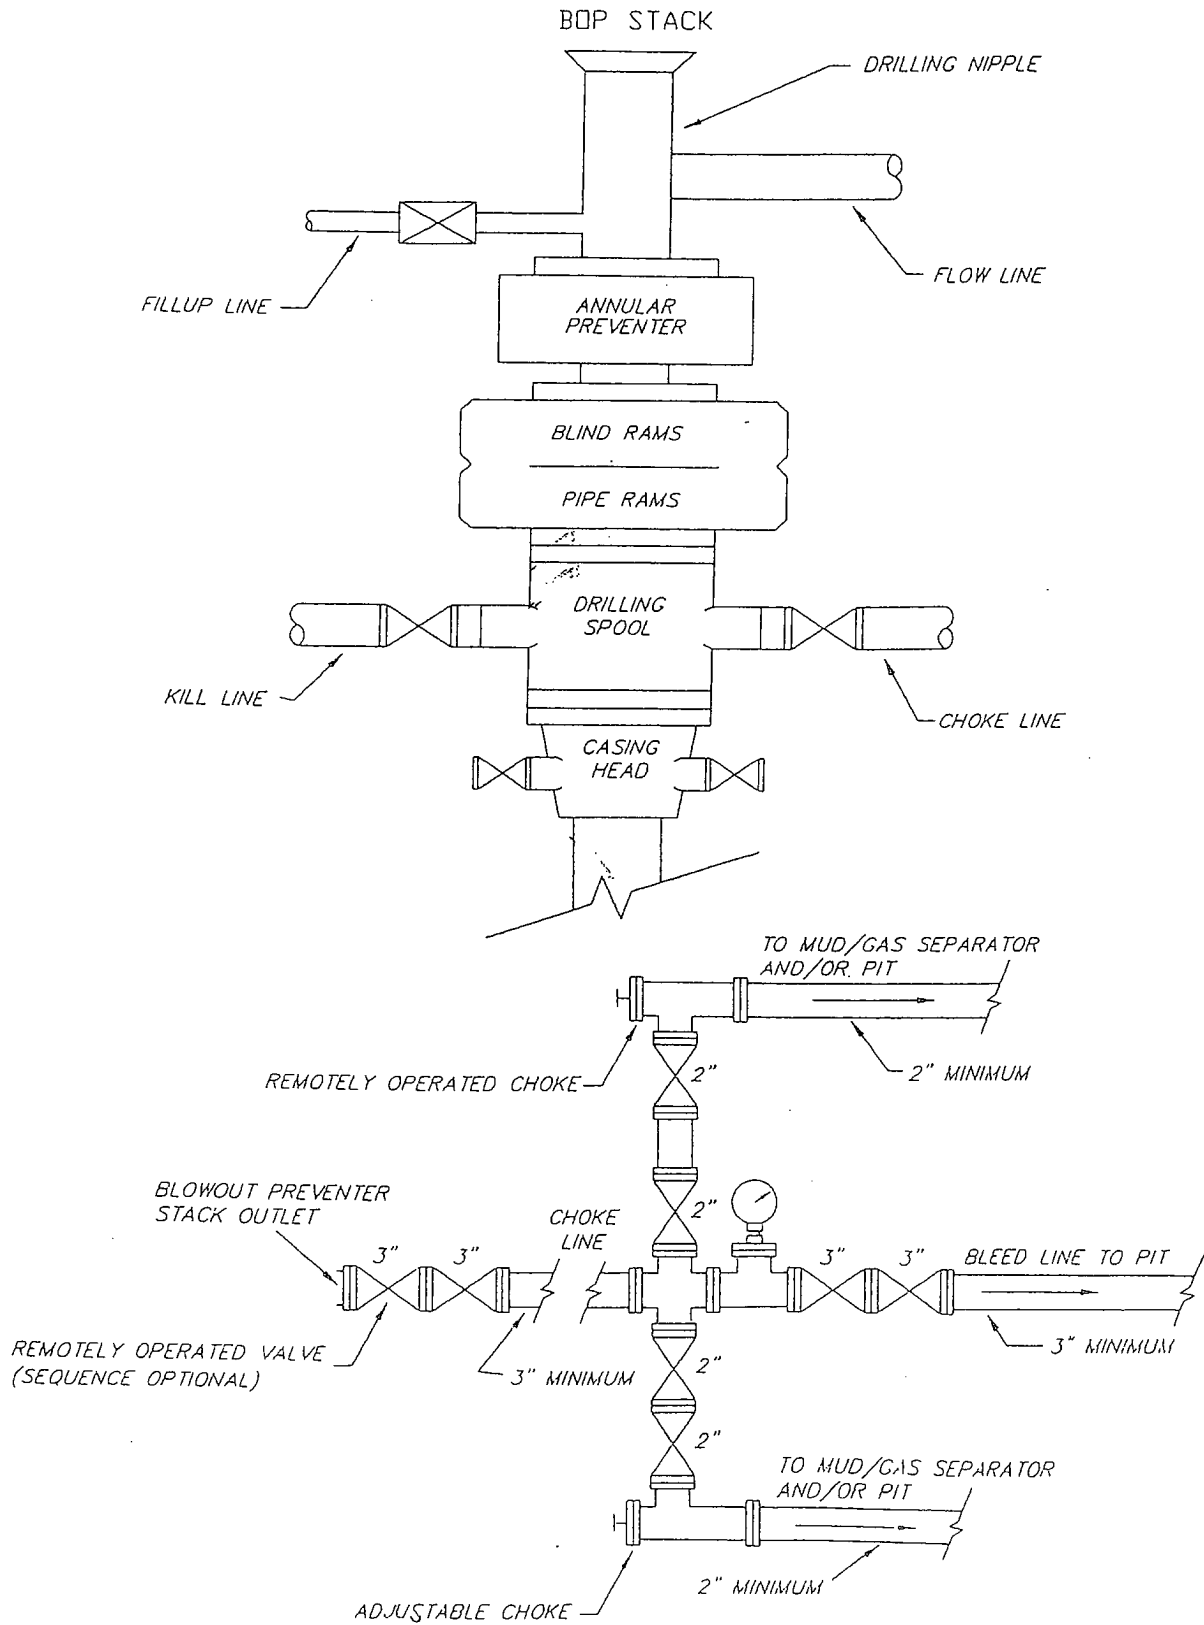 BOP STACK
DRILLING NIPPLE
FLOW LINE
FILLUP LINE
ANNULAR
PREVENTER
BLIND RAMS
PIPE RAMS
DRILLING
SPOOL
KILL LINE
CHOKE LINE
CASING
HEAD
TO MUD/GAS SEPARATOR
AND/OR. PIT
REMOTELY OPERATED CHOKE
2"
2" MINIMUM
BLOWOUT PREVENTER
STACK OUTLET
CHOKE
LINE
2"
3"
3"
3"
3"
BLEED LINE TO PIT
REMOTELY OPERATED VALVE
(SEQUENCE OPTIONAL)
3" MINIMUM
2"
3" MINIMUM
2"
TO MUD/GAS SEPARATOR
AND/OR PIT
2" MINIMUM
ADJUSTABLE CHOKE